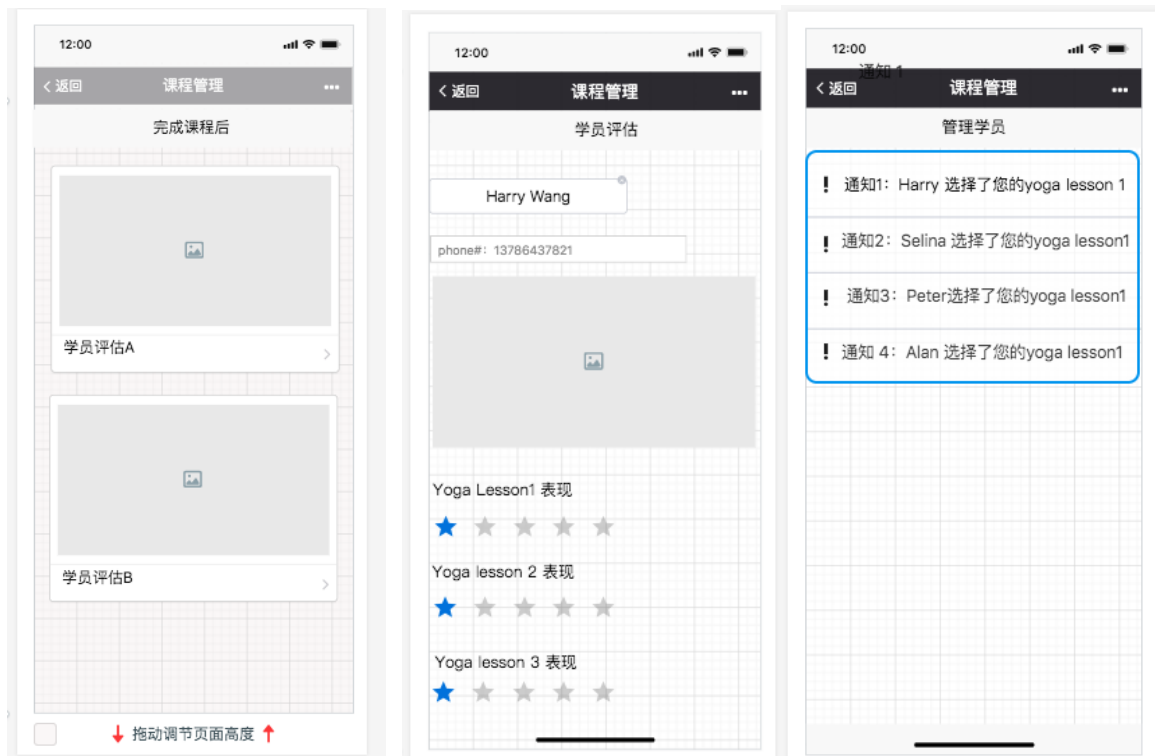 12:00
返回
课程管理
完成课程后
学员评估A
学员评估B
拖动调节页面高度
12:00
返回
课程管理
学员评估
Harry Wang
phone#：13786437821
Yoga Lesson1 表现
Yoga lesson 2 表现
Yoga lesson 3 表现
12:00
通知 1
返回
课程管理
管理学员
! 通知1：Harry 选择了您的yoga lesson 1
! 通知2：Selina 选择了您的yoga lesson1
! 通知3：Peter选择了您的yoga lesson1
! 通知 4：Alan 选择了您的yoga lesson1